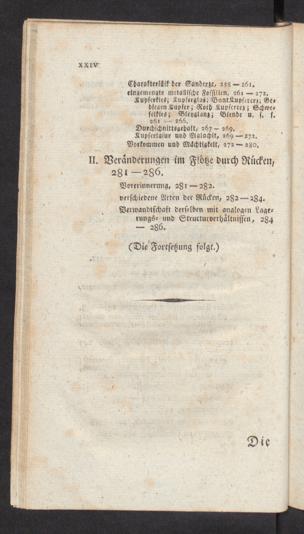 XXIV
Charakteristik der Sanderze, 255 — 261.
eingemengte metallische Fossilien, 261 — 272.
Kupferkies; Kupferglas; Bunt Kupfererz; Ge-
diegen Kupfer; Roth Kupfererz; Schwe-
felkies; Bleyglanz; Blende u. s. f.
261 — 266.
Durchschnittsgehalt, 267 — 269.
Kupferlasur und Malachit, 269 — 272.
Vorkommen und Mächtigkeit, 272 — 280.
II. Veränderungen im Flötze durch Rücken,
281 — 286.
Vorerinnerung, 281 — 282.
verschiedene Arten der Rücken, 282 — 284.
Verwandtschaft derselben mit analogen Lage-
rungs- und Structurverhältnissen, 284
— 286.
(Die Fortsetzung folgt.)
Die